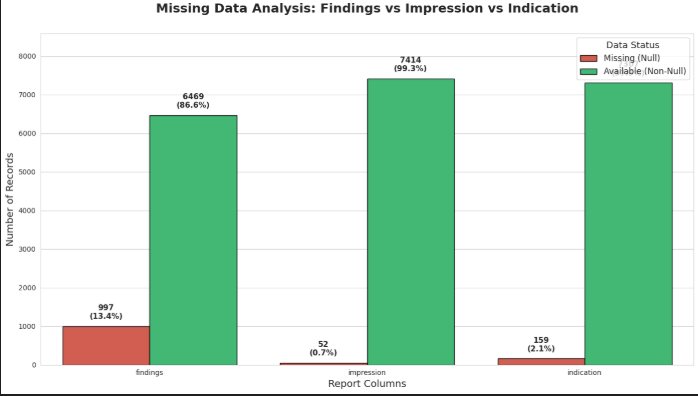 Missing Data Analysis: Findings vs Impression vs Indication
Data Status
Missing (Null)
Available (Non-Null)
8000
7000
6000
5000
4000
3000
2000
1000
0
Number of Records
997
(13.4%)
6469
(86.6%)
52
(0.7%)
7414
(99.3%)
159
(2.1%)
findings
impression
indication
Report Columns